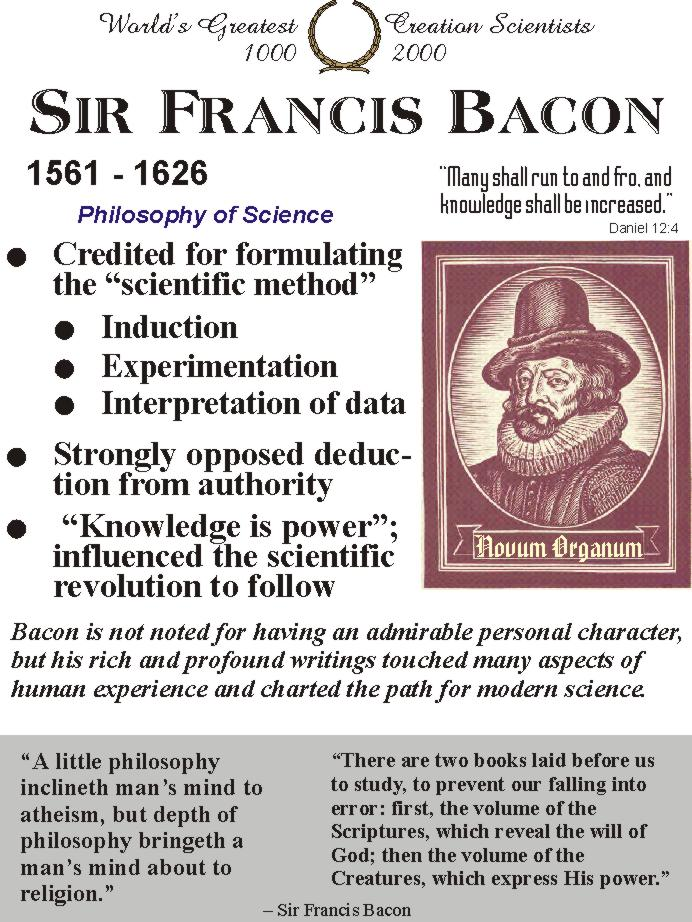 World's Greatest Creation Scientists
1000 2000
SIR FRANCIS BACON
1561 - 1626
Philosophy of Science
"Many shall run to and fro, and
knowledge shall be increased."
Daniel 12:4
● Credited for formulating
the "scientific method"
● Induction
● Experimentation
● Interpretation of data
● Strongly opposed deduc-
tion from authority
● "Knowledge is power";
influenced the scientific
revolution to follow
Novum Organum
Bacon is not noted for having an admirable personal character,
but his rich and profound writings touched many aspects of
human experience and charted the path for modern science.
"A little philosophy
inclineth man's mind to
atheism, but depth of
philosophy bringeth a
man's mind about to
religion."
"There are two books laid before us
to study, to prevent our falling into
error: first, the volume of the
Scriptures, which reveal the will of
God; then the volume of the
Creatures, which express His power."
– Sir Francis Bacon